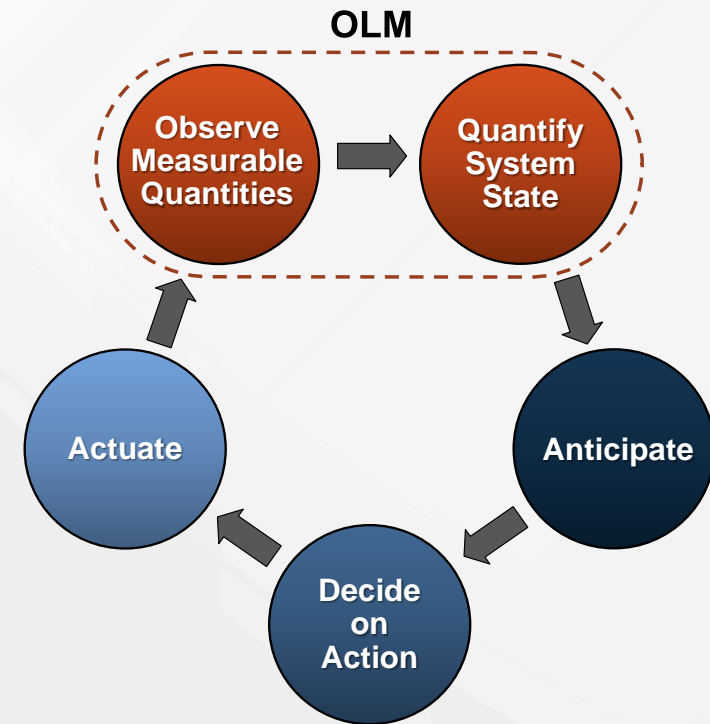 OLM
Observe
Measurable
Quantities
Quantify
System
State
Anticipate
Decide
on
Action
Actuate